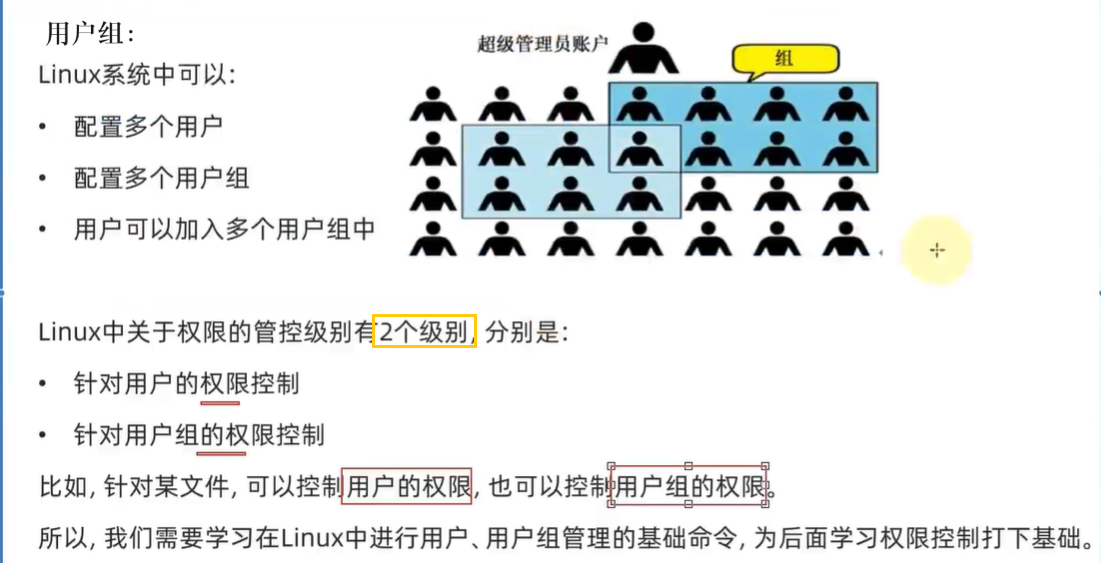 用户组：
超级管理员账户
组
Linux系统中可以：
• 配置多个用户
• 配置多个用户组
• 用户可以加入多个用户组中
Linux中关于权限的管控级别有2个级别，分别是：
• 针对用户的权限控制
• 针对用户组的权限控制
比如，针对某文件，可以控制用户的权限，也可以控制用户组的权限。
所以，我们需要学习在Linux中进行用户、用户组管理的基础命令，为后面学习权限控制打下基础。